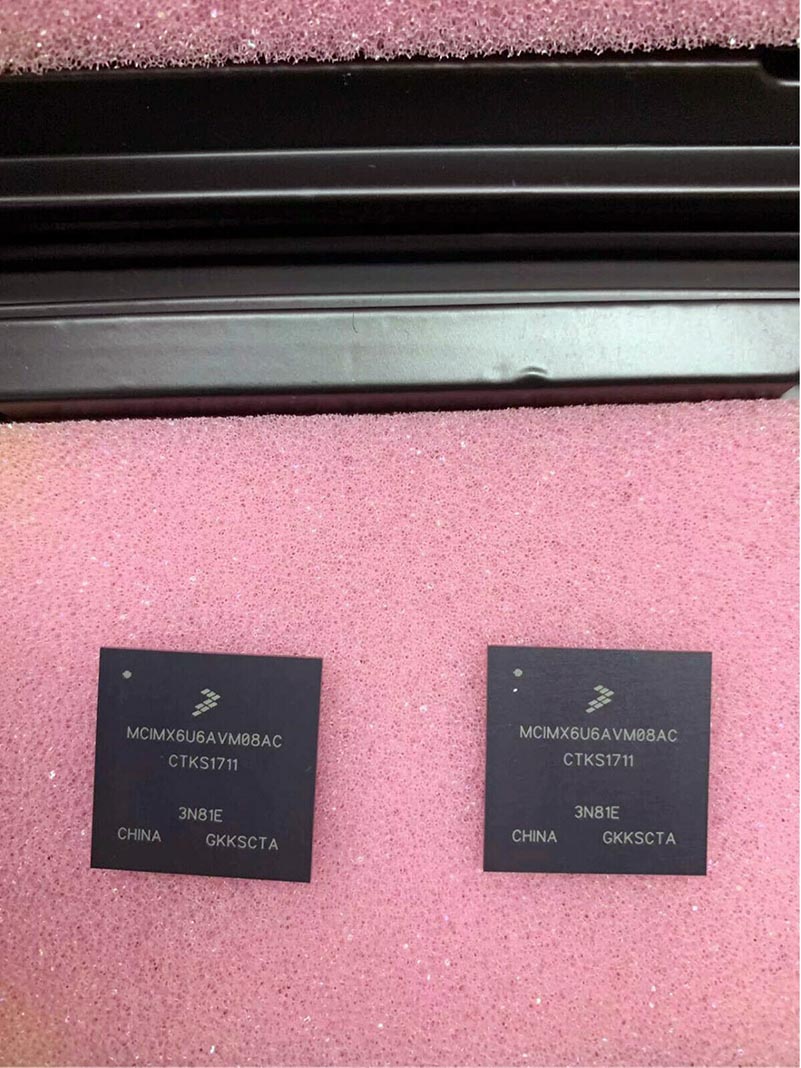 MCIMX6U6AVM08AC
CTKS1711
3N81E
CHINA GKKSCTA
MCIMX6U6AVM08AC
CTKS1711
3N81E
CHINA GKKSCTA